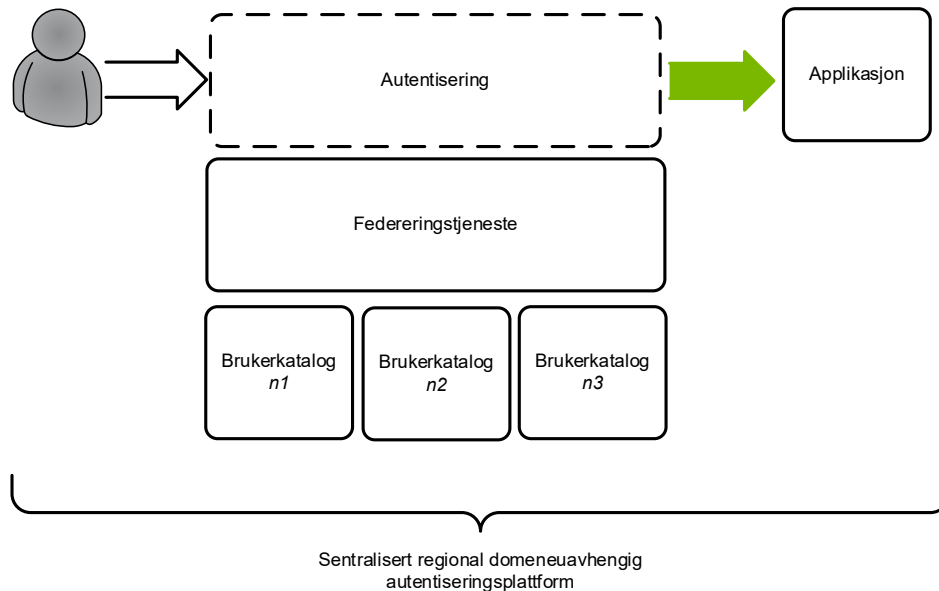 Autentisering
Applikasjon
Federeringstjeneste
Brukerkatalog
n1
Brukerkatalog
n2
Brukerkatalog
n3
Sentralisert regional domeneuavhengig
autentiseringsplattform